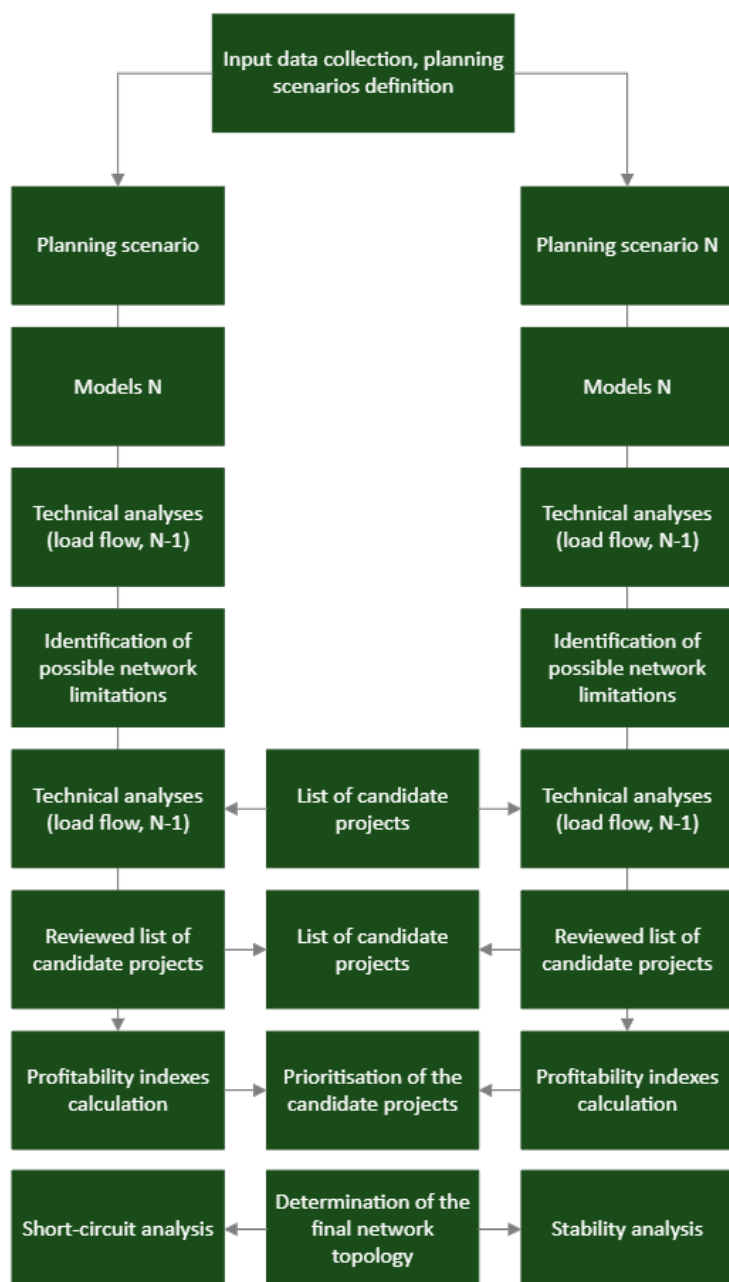 Input data collection, planning
scenarios definition
Planning scenario
Planning scenario N
Models N
Models N
Technical analyses
(load flow, N-1)
Technical analyses
(load flow, N-1)
Identification of
possible network
limitations
Identification of
possible network
limitations
Technical analyses
(load flow, N-1)
List of candidate
projects
Technical analyses
(load flow, N-1)
Reviewed list of
candidate projects
List of candidate
projects
Reviewed list of
candidate projects
Profitability indexes
calculation
Prioritisation of the
candidate projects
Profitability indexes
calculation
Short-circuit analysis
Determination of the
final network
topology
Stability analysis